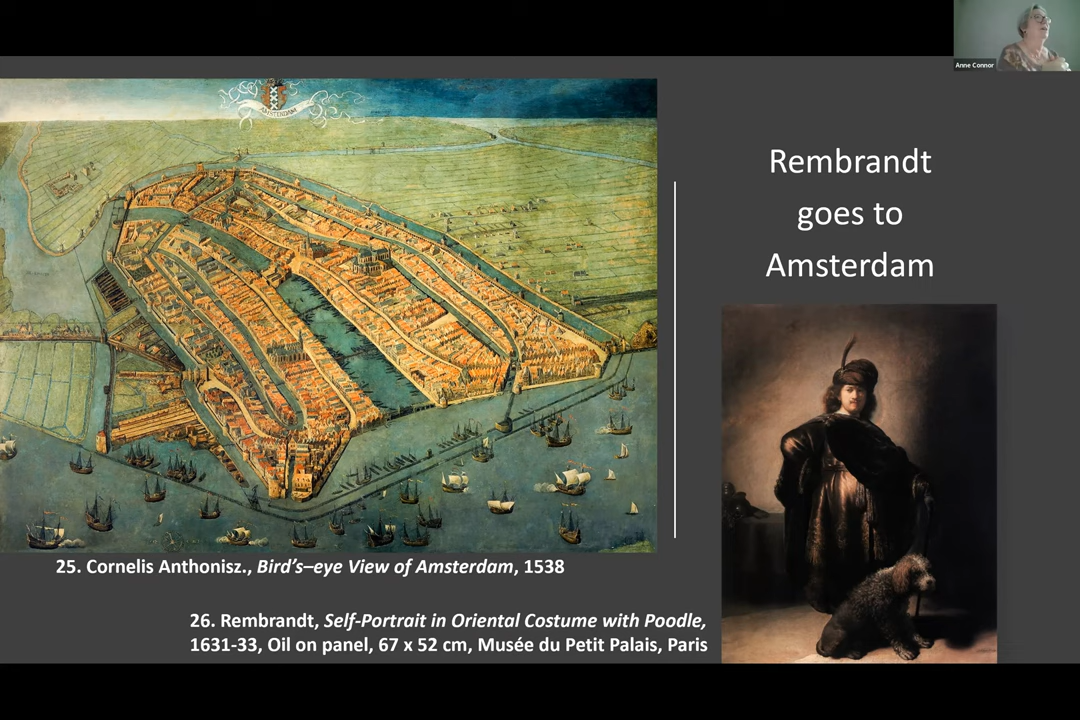 Anne Connor
AMSTERDAM
Rembrandt
goes to
Amsterdam
25. Cornelis Anthonisz., Bird’s–eye View of Amsterdam, 1538
26. Rembrandt, Self-Portrait in Oriental Costume with Poodle,
1631-33, Oil on panel, 67 x 52 cm, Musée du Petit Palais, Paris